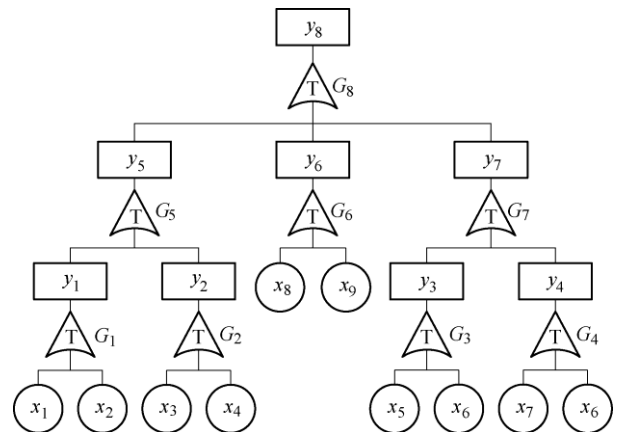 y₈
T G₈
y₅ y₆ y₇
T G₅ T G₆ T G₇
y₁ y₂ x₈ x₉ y₃ y₄
T G₁ T G₂ T G₃ T G₄
x₁ x₂ x₃ x₄ x₅ x₆ x₇ x₆